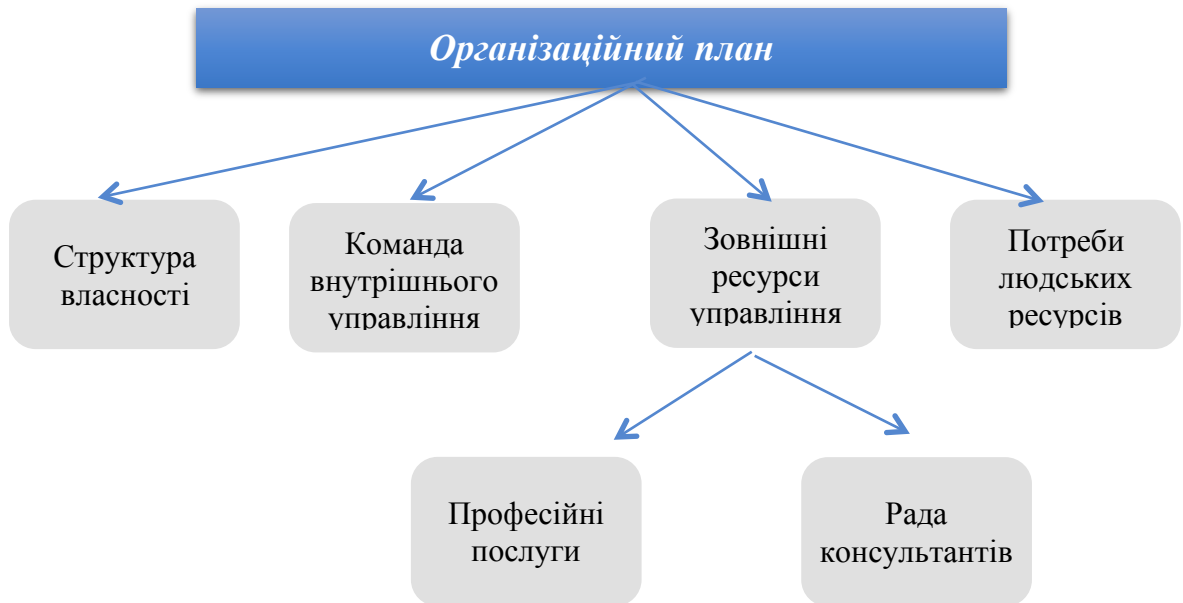 Організаційний план
Структура
власності
Команда
внутрішнього
управління
Зовнішні
ресурси
управління
Потреби
людських
ресурсів
Професійні
послуги
Рада
консультантів